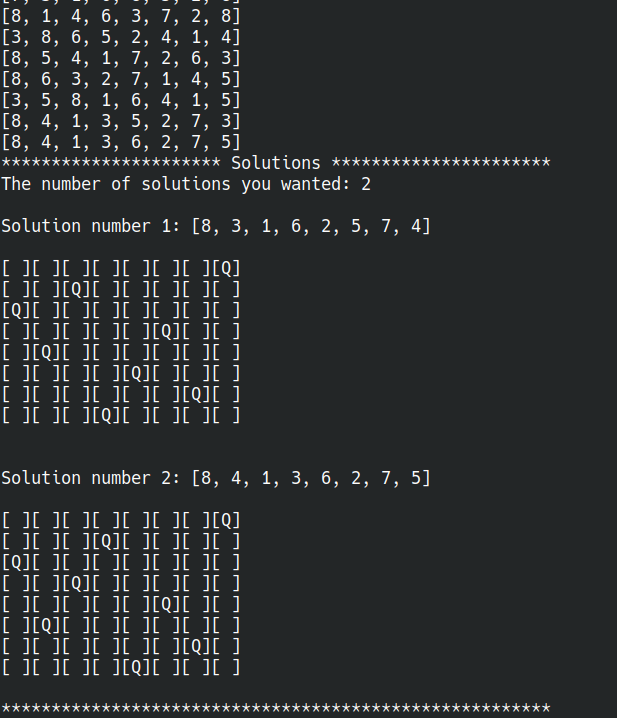 [8, 1, 4, 6, 3, 7, 2, 8]
[3, 8, 6, 5, 2, 4, 1, 4]
[8, 5, 4, 1, 7, 2, 6, 3]
[8, 6, 3, 2, 7, 1, 4, 5]
[3, 5, 8, 1, 6, 4, 1, 5]
[8, 4, 1, 3, 5, 2, 7, 3]
[8, 4, 1, 3, 6, 2, 7, 5]
********************** Solutions **********************
The number of solutions you wanted: 2
Solution number 1: [8, 3, 1, 6, 2, 5, 7, 4]
[ ][ ][ ][ ][ ][ ][ ][Q]
[ ][ ][Q][ ][ ][ ][ ][ ]
[Q][ ][ ][ ][ ][ ][ ][ ]
[ ][ ][ ][ ][ ][Q][ ][ ]
[ ][Q][ ][ ][ ][ ][ ][ ]
[ ][ ][ ][ ][Q][ ][ ][ ]
[ ][ ][ ][ ][ ][ ][Q][ ]
[ ][ ][ ][Q][ ][ ][ ][ ]
Solution number 2: [8, 4, 1, 3, 6, 2, 7, 5]
[ ][ ][ ][ ][ ][ ][ ][Q]
[ ][ ][ ][Q][ ][ ][ ][ ]
[Q][ ][ ][ ][ ][ ][ ][ ]
[ ][ ][Q][ ][ ][ ][ ][ ]
[ ][ ][ ][ ][ ][Q][ ][ ]
[ ][Q][ ][ ][ ][ ][ ][ ]
[ ][ ][ ][ ][ ][ ][Q][ ]
[ ][ ][ ][ ][Q][ ][ ][ ]
*******************************************************